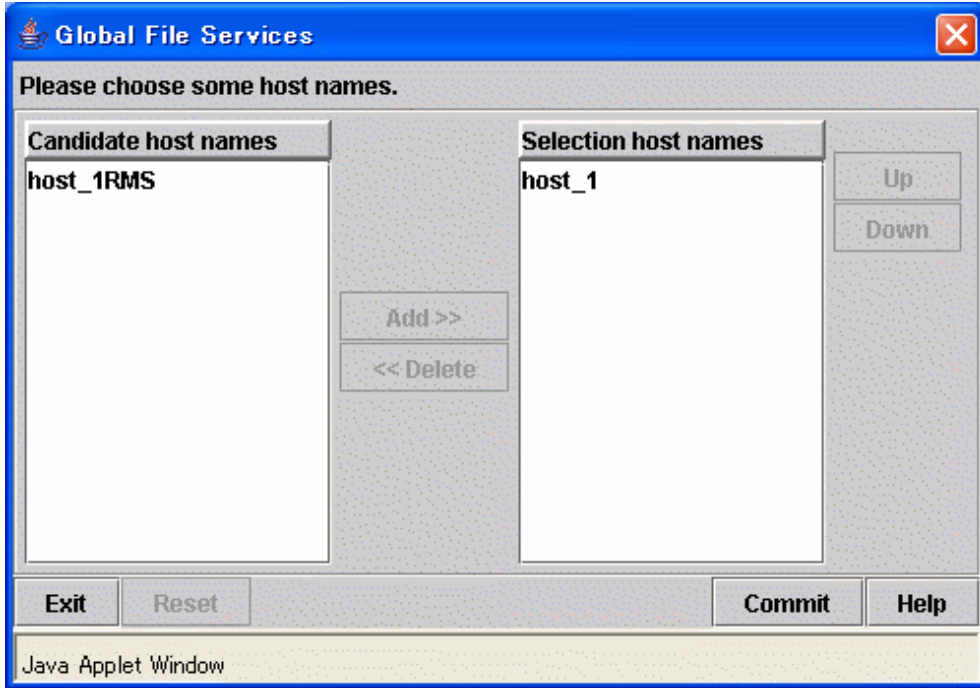 Global File Services
Please choose some host names.
Candidate host names
host_1RMS
Add >>
<< Delete
Selection host names
host_1
Up
Down
Exit
Reset
Commit
Help
Java Applet Window